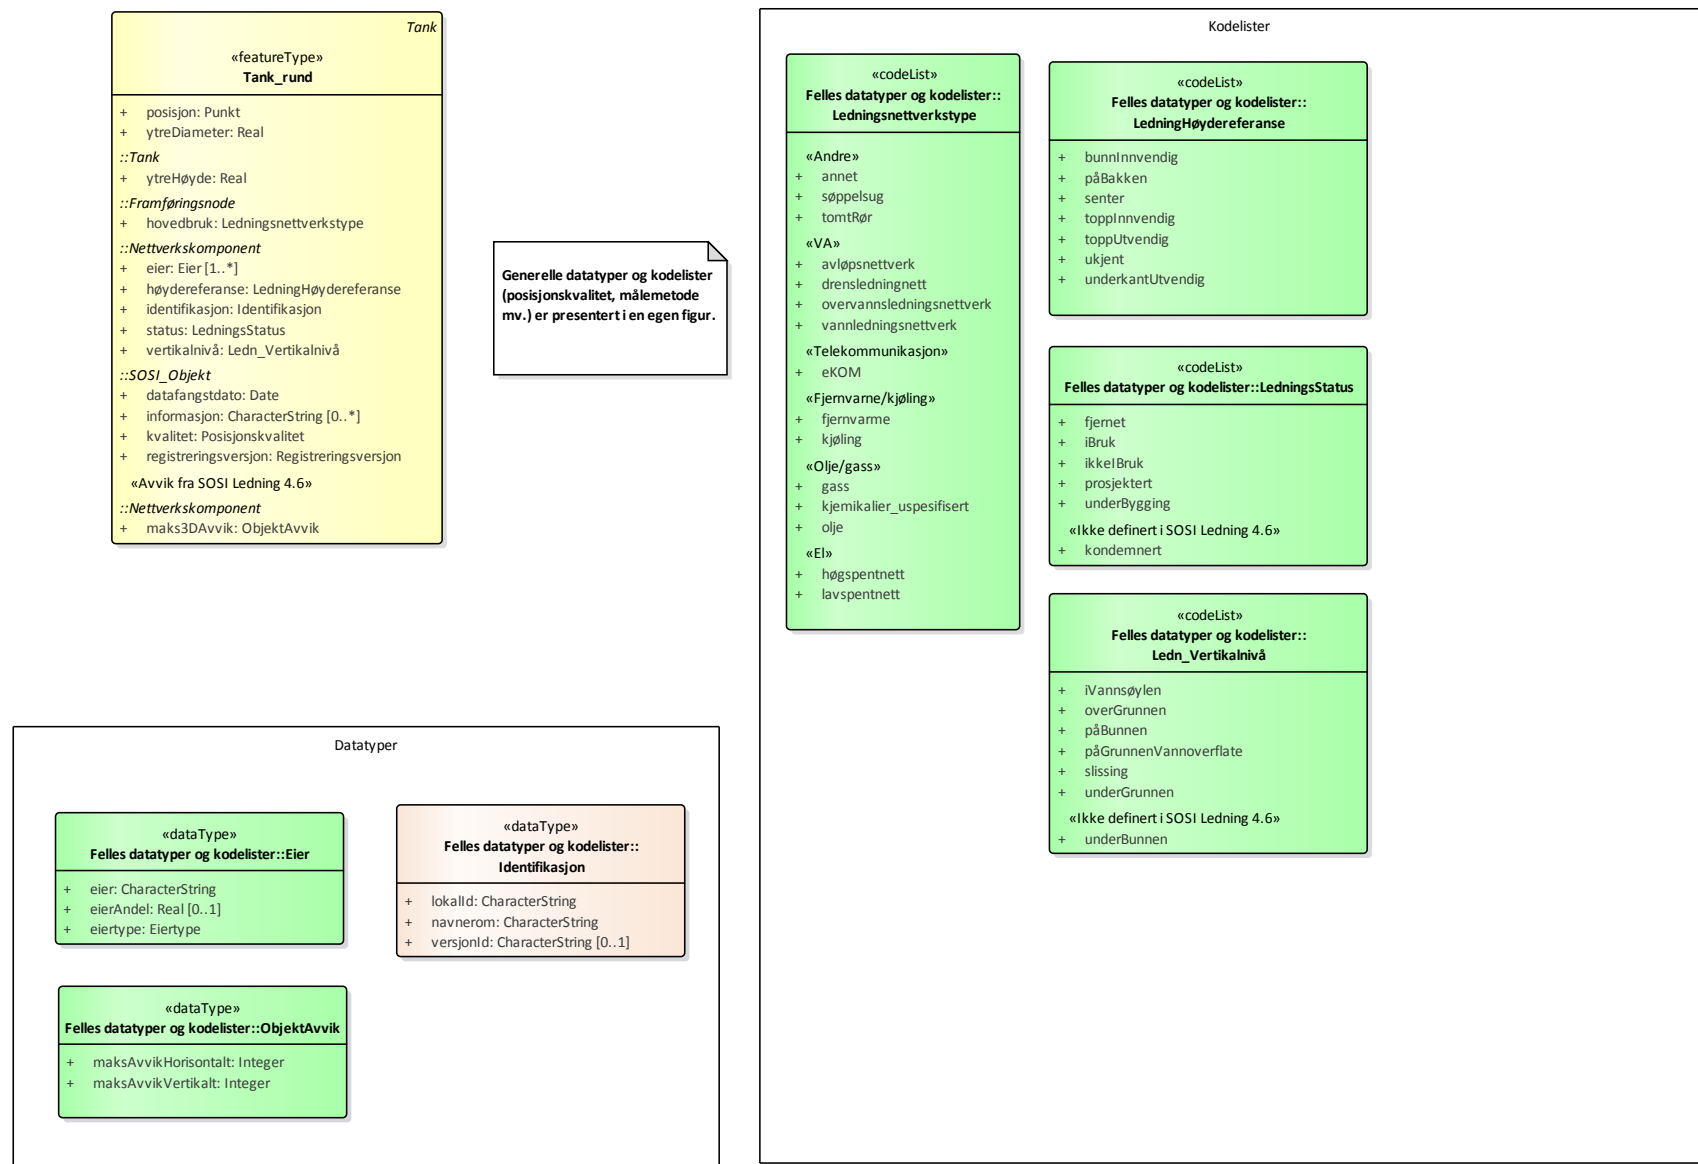 Tank
«featureType»
Tank_rund
+ posisjon: Punkt
+ ytreDiameter: Real
::Tank
+ ytreHøyde: Real
::Framføringsnode
+ hovedbruk: Ledningsnettverkstype
::Nettverkskomponent
+ eier: Eier [1..*]
+ høydereferanse: LedningHøydereferanse
+ identifikasjon: Identifikasjon
+ status: LedningsStatus
+ vertikalnivå: Ledn_Vertikalnivå
::SOSI_Objekt
+ datafangstdato: Date
+ informasjon: CharacterString [0..*]
+ kvalitet: Posisjonskvalitet
+ registreringsversjon: Registreringsversjon
«Avvik fra SOSI Ledning 4.6»
::Nettverkskomponent
+ maks3DAvvik: ObjektAvvik
Generelle datatyper og kodelister
(posisjonskvalitet, målemetode
mv.) er presentert i en egen figur.
Kodelister
«codeList»
Felles datatyper og kodelister::
Ledningsnettverkstype
«Andre»
+ annet
+ søppelsug
+ tomtRør
«VA»
+ avløpsnettverk
+ drensledningnett
+ overvannsledningsnettverk
+ vannledningsnettverk
«Telekommunikasjon»
+ eKOM
«Fjernvarne/kjøling»
+ fjernvarme
+ kjøling
«Olje/gass»
+ gass
+ kjemikalier_uspesifisert
+ olje
«El»
+ høgspentnett
+ lavspentnett
«codeList»
Felles datatyper og kodelister::
LedningHøydereferanse
+ bunnInnvendig
+ påBakken
+ senter
+ toppInnvendig
+ toppUtvendig
+ ukjent
+ underkantUtvendig
«codeList»
Felles datatyper og kodelister::LedningsStatus
+ fjernet
+ iBruk
+ ikkeIBruk
+ prosjektert
+ underBygging
«Ikke definert i SOSI Ledning 4.6»
+ kondemnert
«codeList»
Felles datatyper og kodelister::
Ledn_Vertikalnivå
+ iVannsøylen
+ overGrunnen
+ påBunnen
+ påGrunnenVannoverflate
+ slissing
+ underGrunnen
«Ikke definert i SOSI Ledning 4.6»
+ underBunnen
Datatyper
«dataType»
Felles datatyper og kodelister::Eier
+ eier: CharacterString
+ eierAndel: Real [0..1]
+ eiertype: Eiertype
«dataType»
Felles datatyper og kodelister::
Identifikasjon
+ lokalId: CharacterString
+ navnerom: CharacterString
+ versjonId: CharacterString [0..1]
«dataType»
Felles datatyper og kodelister::ObjektAvvik
+ maksAvvikHorisontalt: Integer
+ maksAvvikVertikalt: Integer